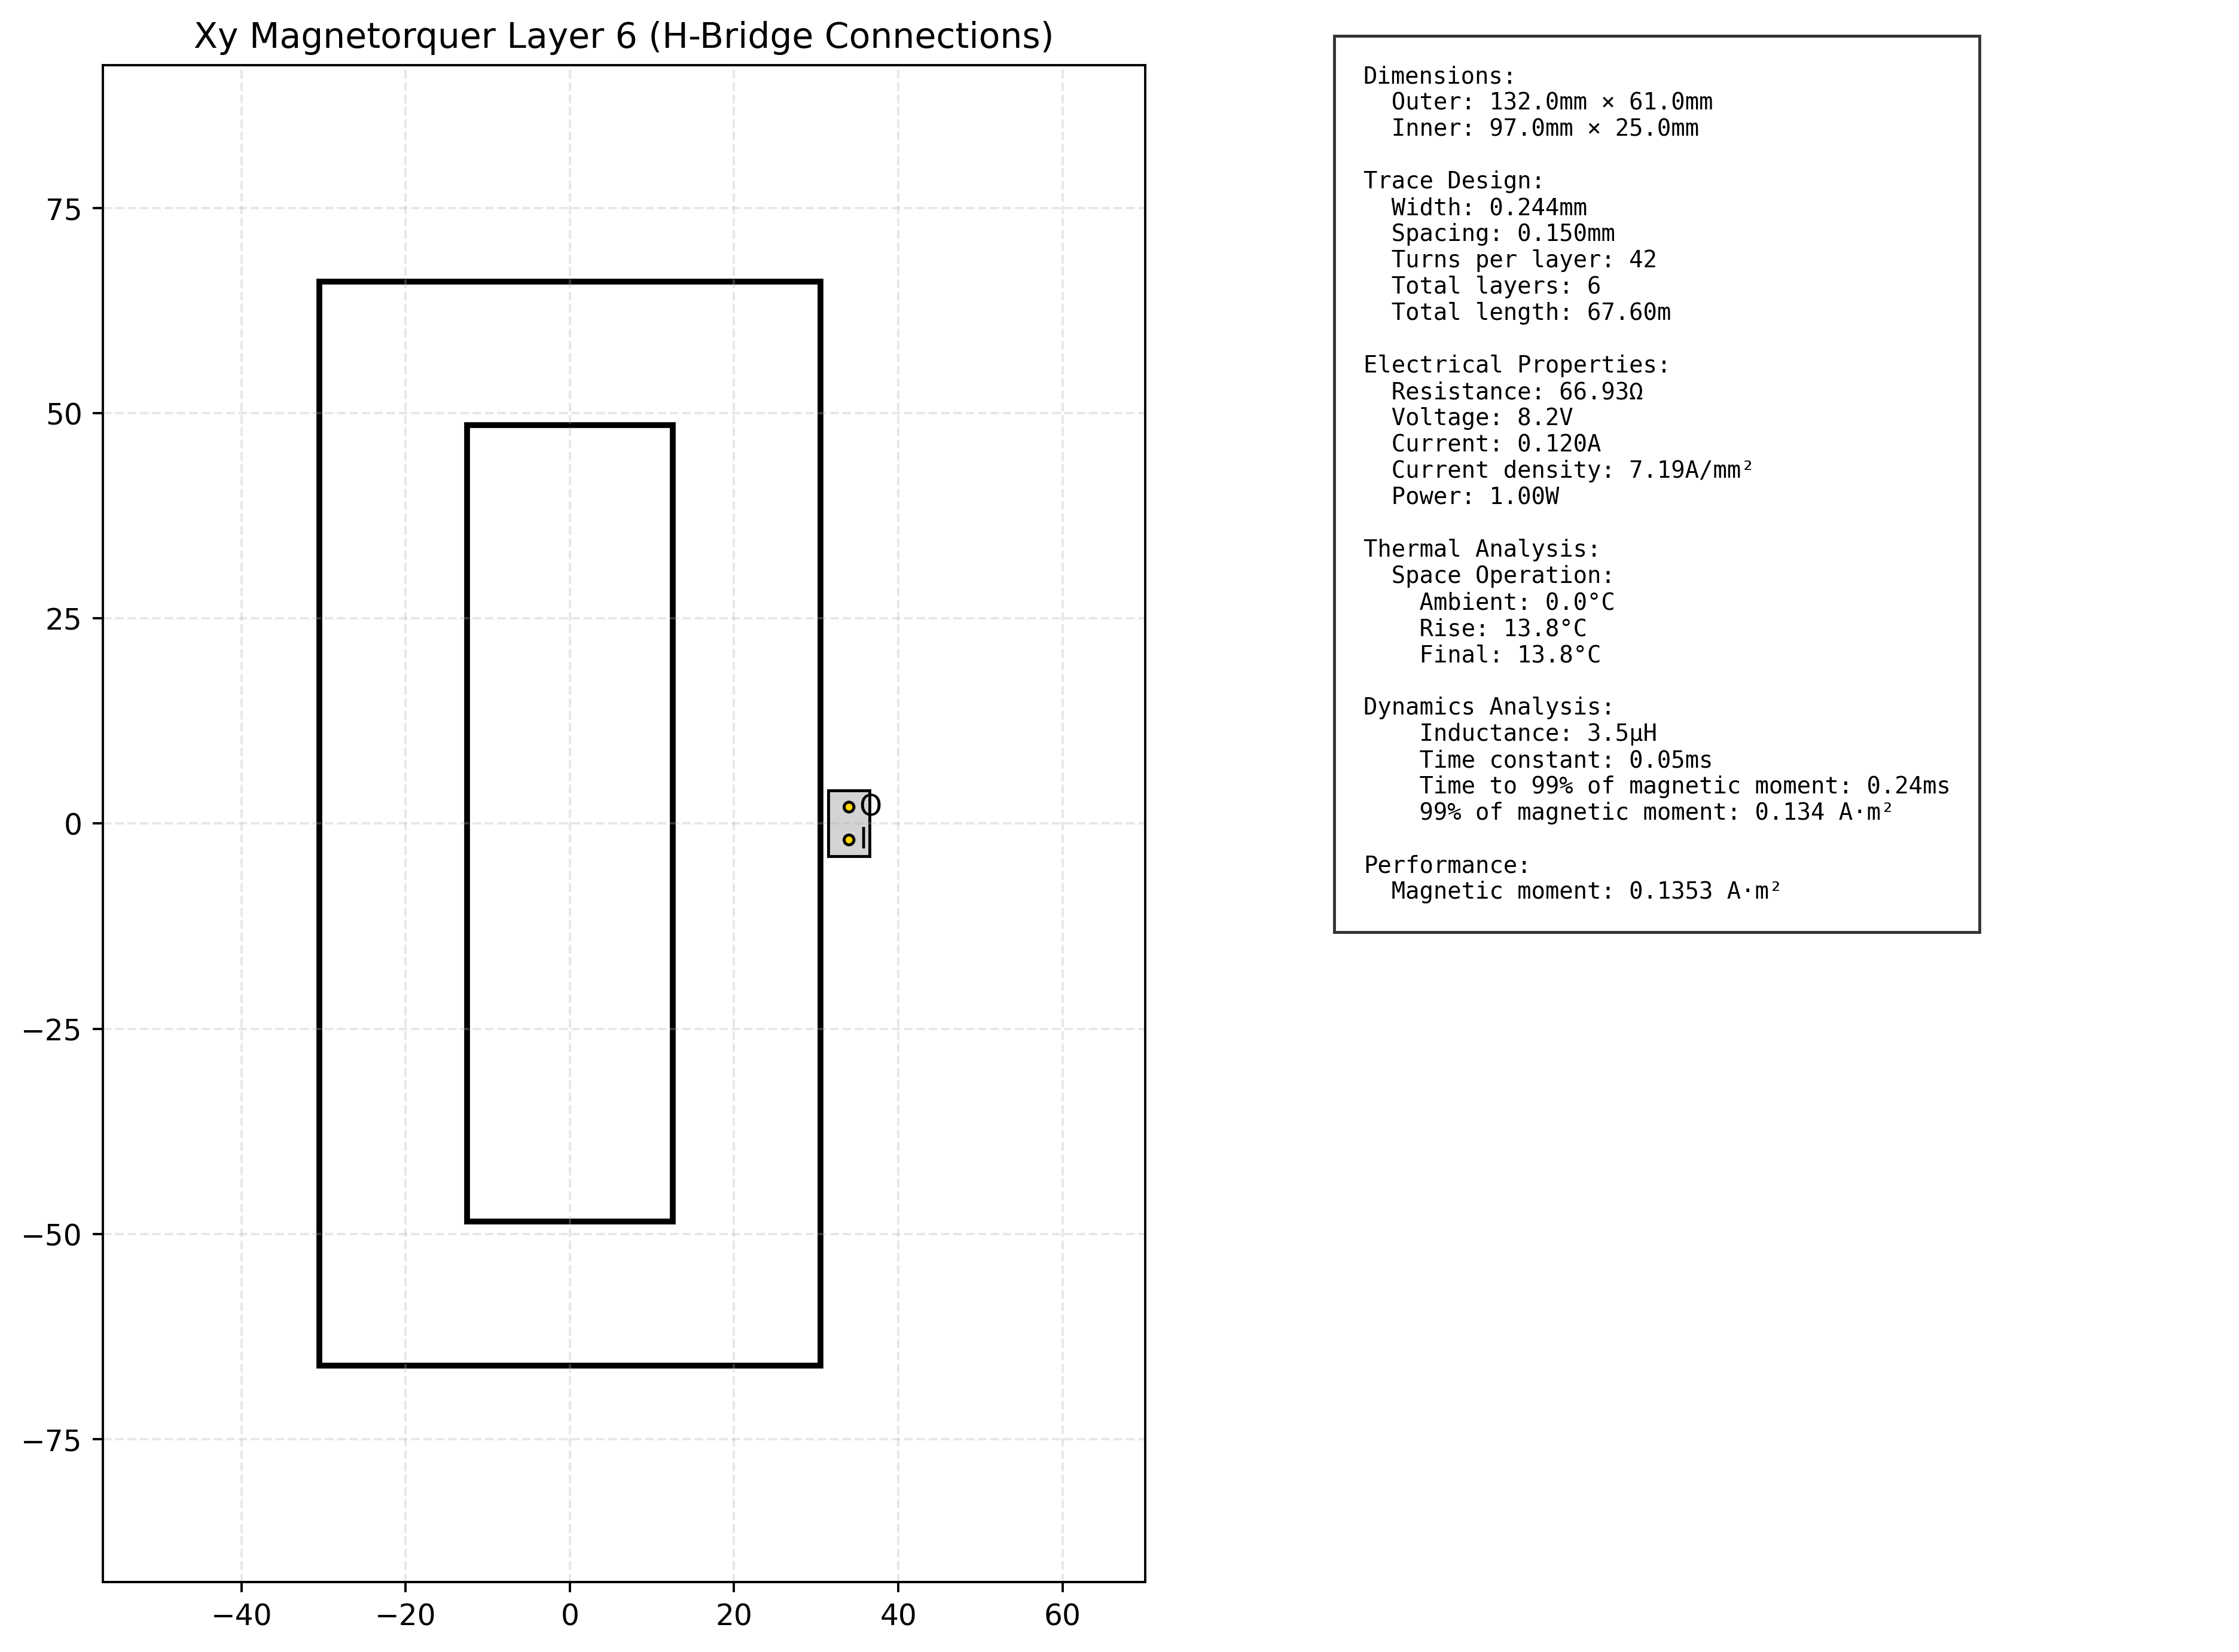 Xy Magnetorquer Layer 6 (H-Bridge Connections)
75
50
25
0
−25
−50
−75
−40
−20
0
20
40
60
O
I
Dimensions:
Outer: 132.0mm × 61.0mm
Inner: 97.0mm × 25.0mm
Trace Design:
Width: 0.244mm
Spacing: 0.150mm
Turns per layer: 42
Total layers: 6
Total length: 67.60m
Electrical Properties:
Resistance: 66.93Ω
Voltage: 8.2V
Current: 0.120A
Current density: 7.19A/mm²
Power: 1.00W
Thermal Analysis:
Space Operation:
Ambient: 0.0°C
Rise: 13.8°C
Final: 13.8°C
Dynamics Analysis:
Inductance: 3.5μH
Time constant: 0.05ms
Time to 99% of magnetic moment: 0.24ms
99% of magnetic moment: 0.134 A·m²
Performance:
Magnetic moment: 0.1353 A·m²